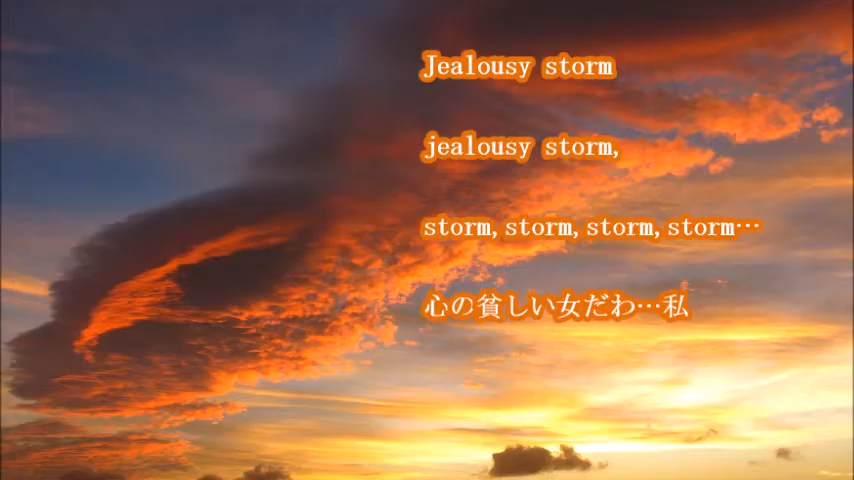 Jealousy storm
jealousy storm,
storm,storm,storm,storm…
心の貧しい女だわ…私